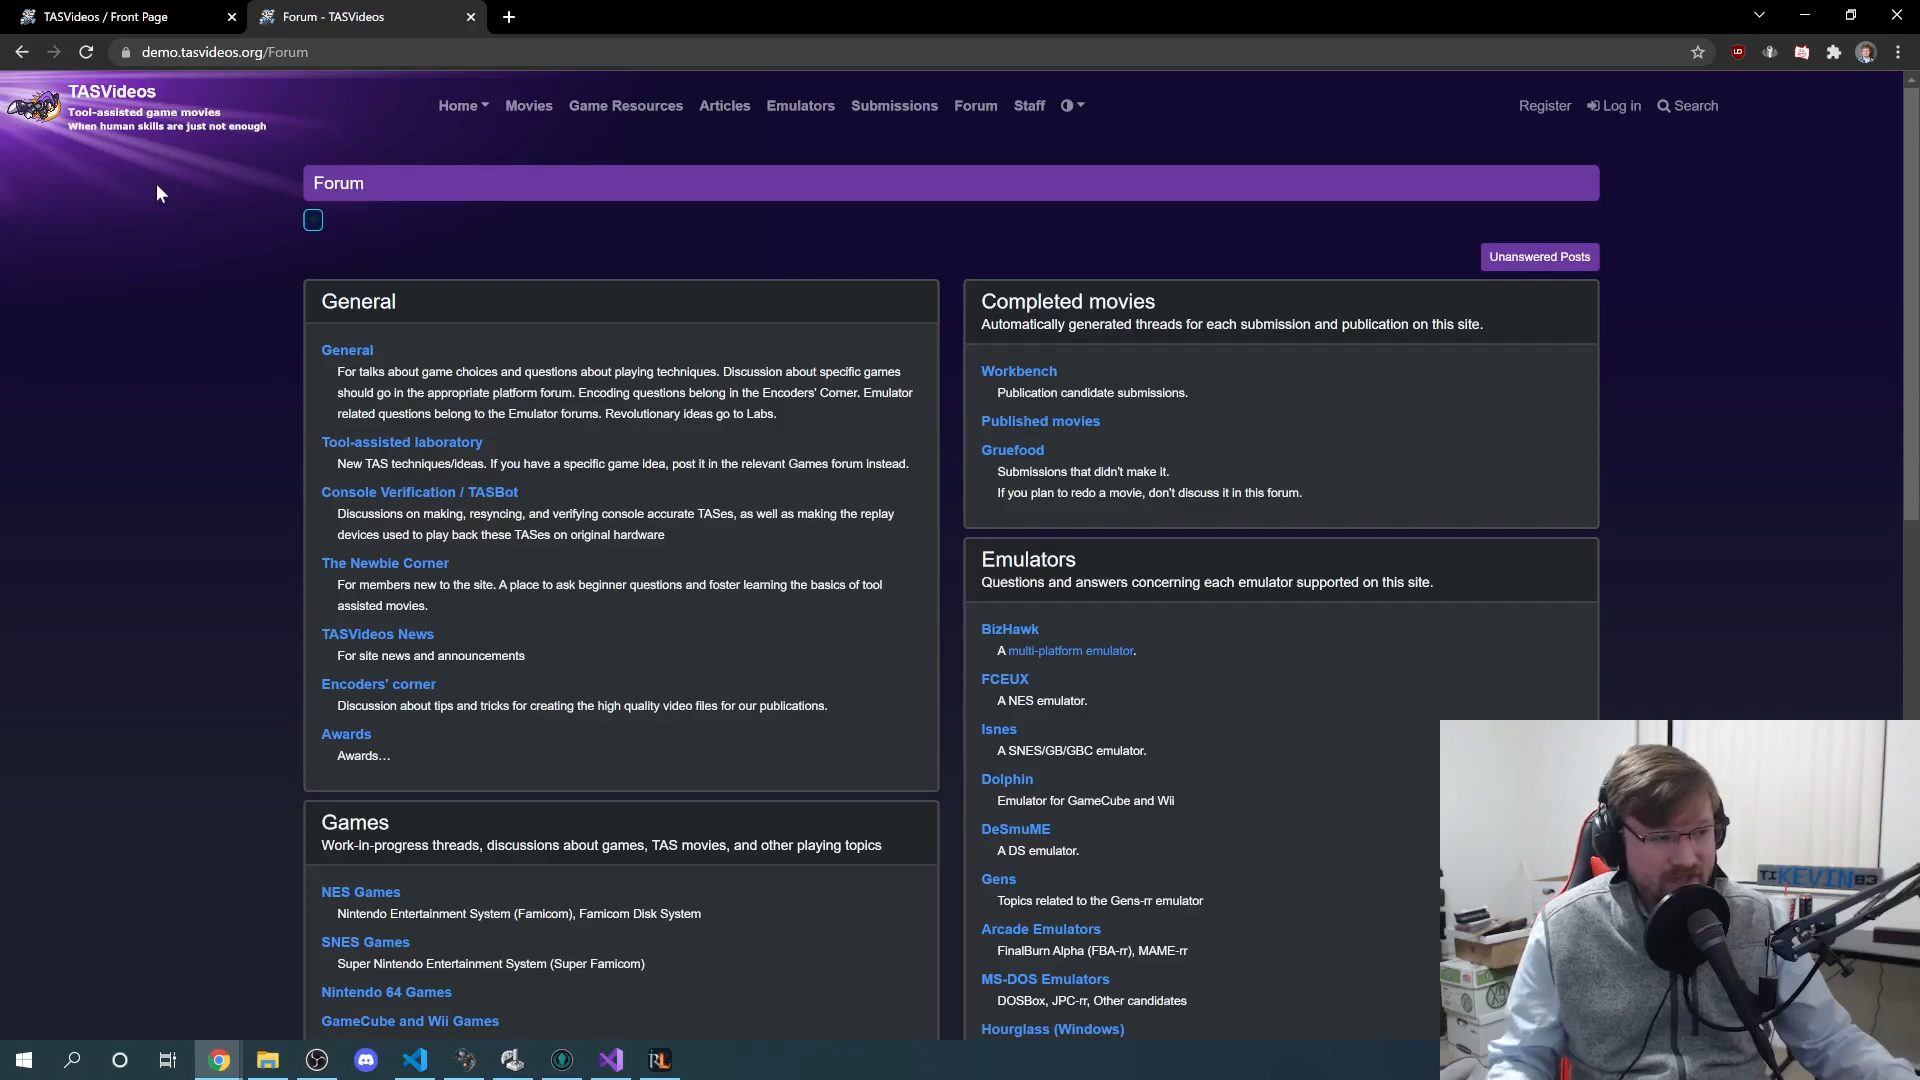 TASVideos / Front Page
Forum - TASVideos
demo.tasvideos.org/Forum
TASVideos
Tool-assisted game movies
When human skills are just not enough
Home Movies Game Resources Articles Emulators Submissions Forum Staff
Register Log in Search
Forum
Unanswered Posts
General
General
For talks about game choices and questions about playing techniques. Discussion about specific games
should go in the appropriate platform forum. Encoding questions belong in the Encoders' Corner. Emulator
related questions belong to the Emulator forums. Revolutionary ideas go to Labs.
Tool-assisted laboratory
New TAS techniques/ideas. If you have a specific game idea, post it in the relevant Games forum instead.
Console Verification / TASBot
Discussions on making, resyncing, and verifying console accurate TASes, as well as making the replay
devices used to play back these TASes on original hardware
The Newbie Corner
For members new to the site. A place to ask beginner questions and foster learning the basics of tool
assisted movies.
TASVideos News
For site news and announcements
Encoders' corner
Discussion about tips and tricks for creating the high quality video files for our publications.
Awards
Awards…
Games
Work-in-progress threads, discussions about games, TAS movies, and other playing topics
NES Games
Nintendo Entertainment System (Famicom), Famicom Disk System
SNES Games
Super Nintendo Entertainment System (Super Famicom)
Nintendo 64 Games
GameCube and Wii Games
Completed movies
Automatically generated threads for each submission and publication on this site.
Workbench
Publication candidate submissions.
Published movies
Gruefood
Submissions that didn't make it.
If you plan to redo a movie, don't discuss it in this forum.
Emulators
Questions and answers concerning each emulator supported on this site.
BizHawk
A multi-platform emulator.
FCEUX
A NES emulator.
lsnes
A SNES/GB/GBC emulator.
Dolphin
Emulator for GameCube and Wii
DeSmuME
A DS emulator.
Gens
Topics related to the Gens-rr emulator
Arcade Emulators
FinalBurn Alpha (FBA-rr), MAME-rr
MS-DOS Emulators
DOSBox, JPC-rr, Other candidates
Hourglass (Windows)
TiKEVIN83
RL